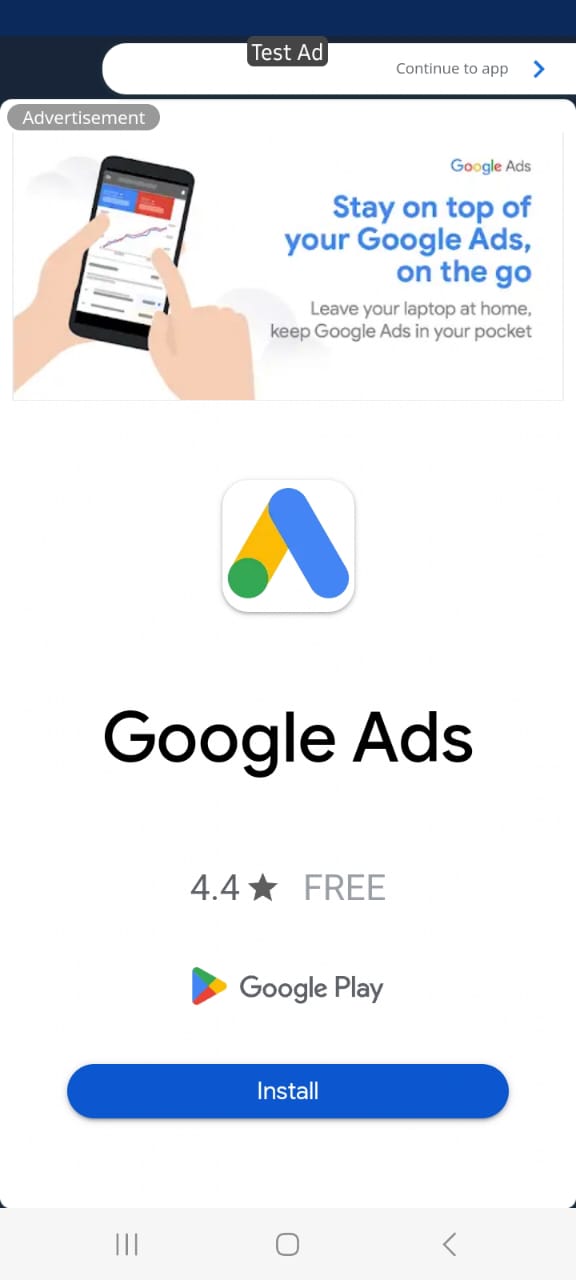 Test Ad
Continue to app
Advertisement
Google Ads
Stay on top of
your Google Ads,
on the go
Leave your laptop at home,
keep Google Ads in your pocket
Google Ads
4.4 ★ FREE
Google Play
Install